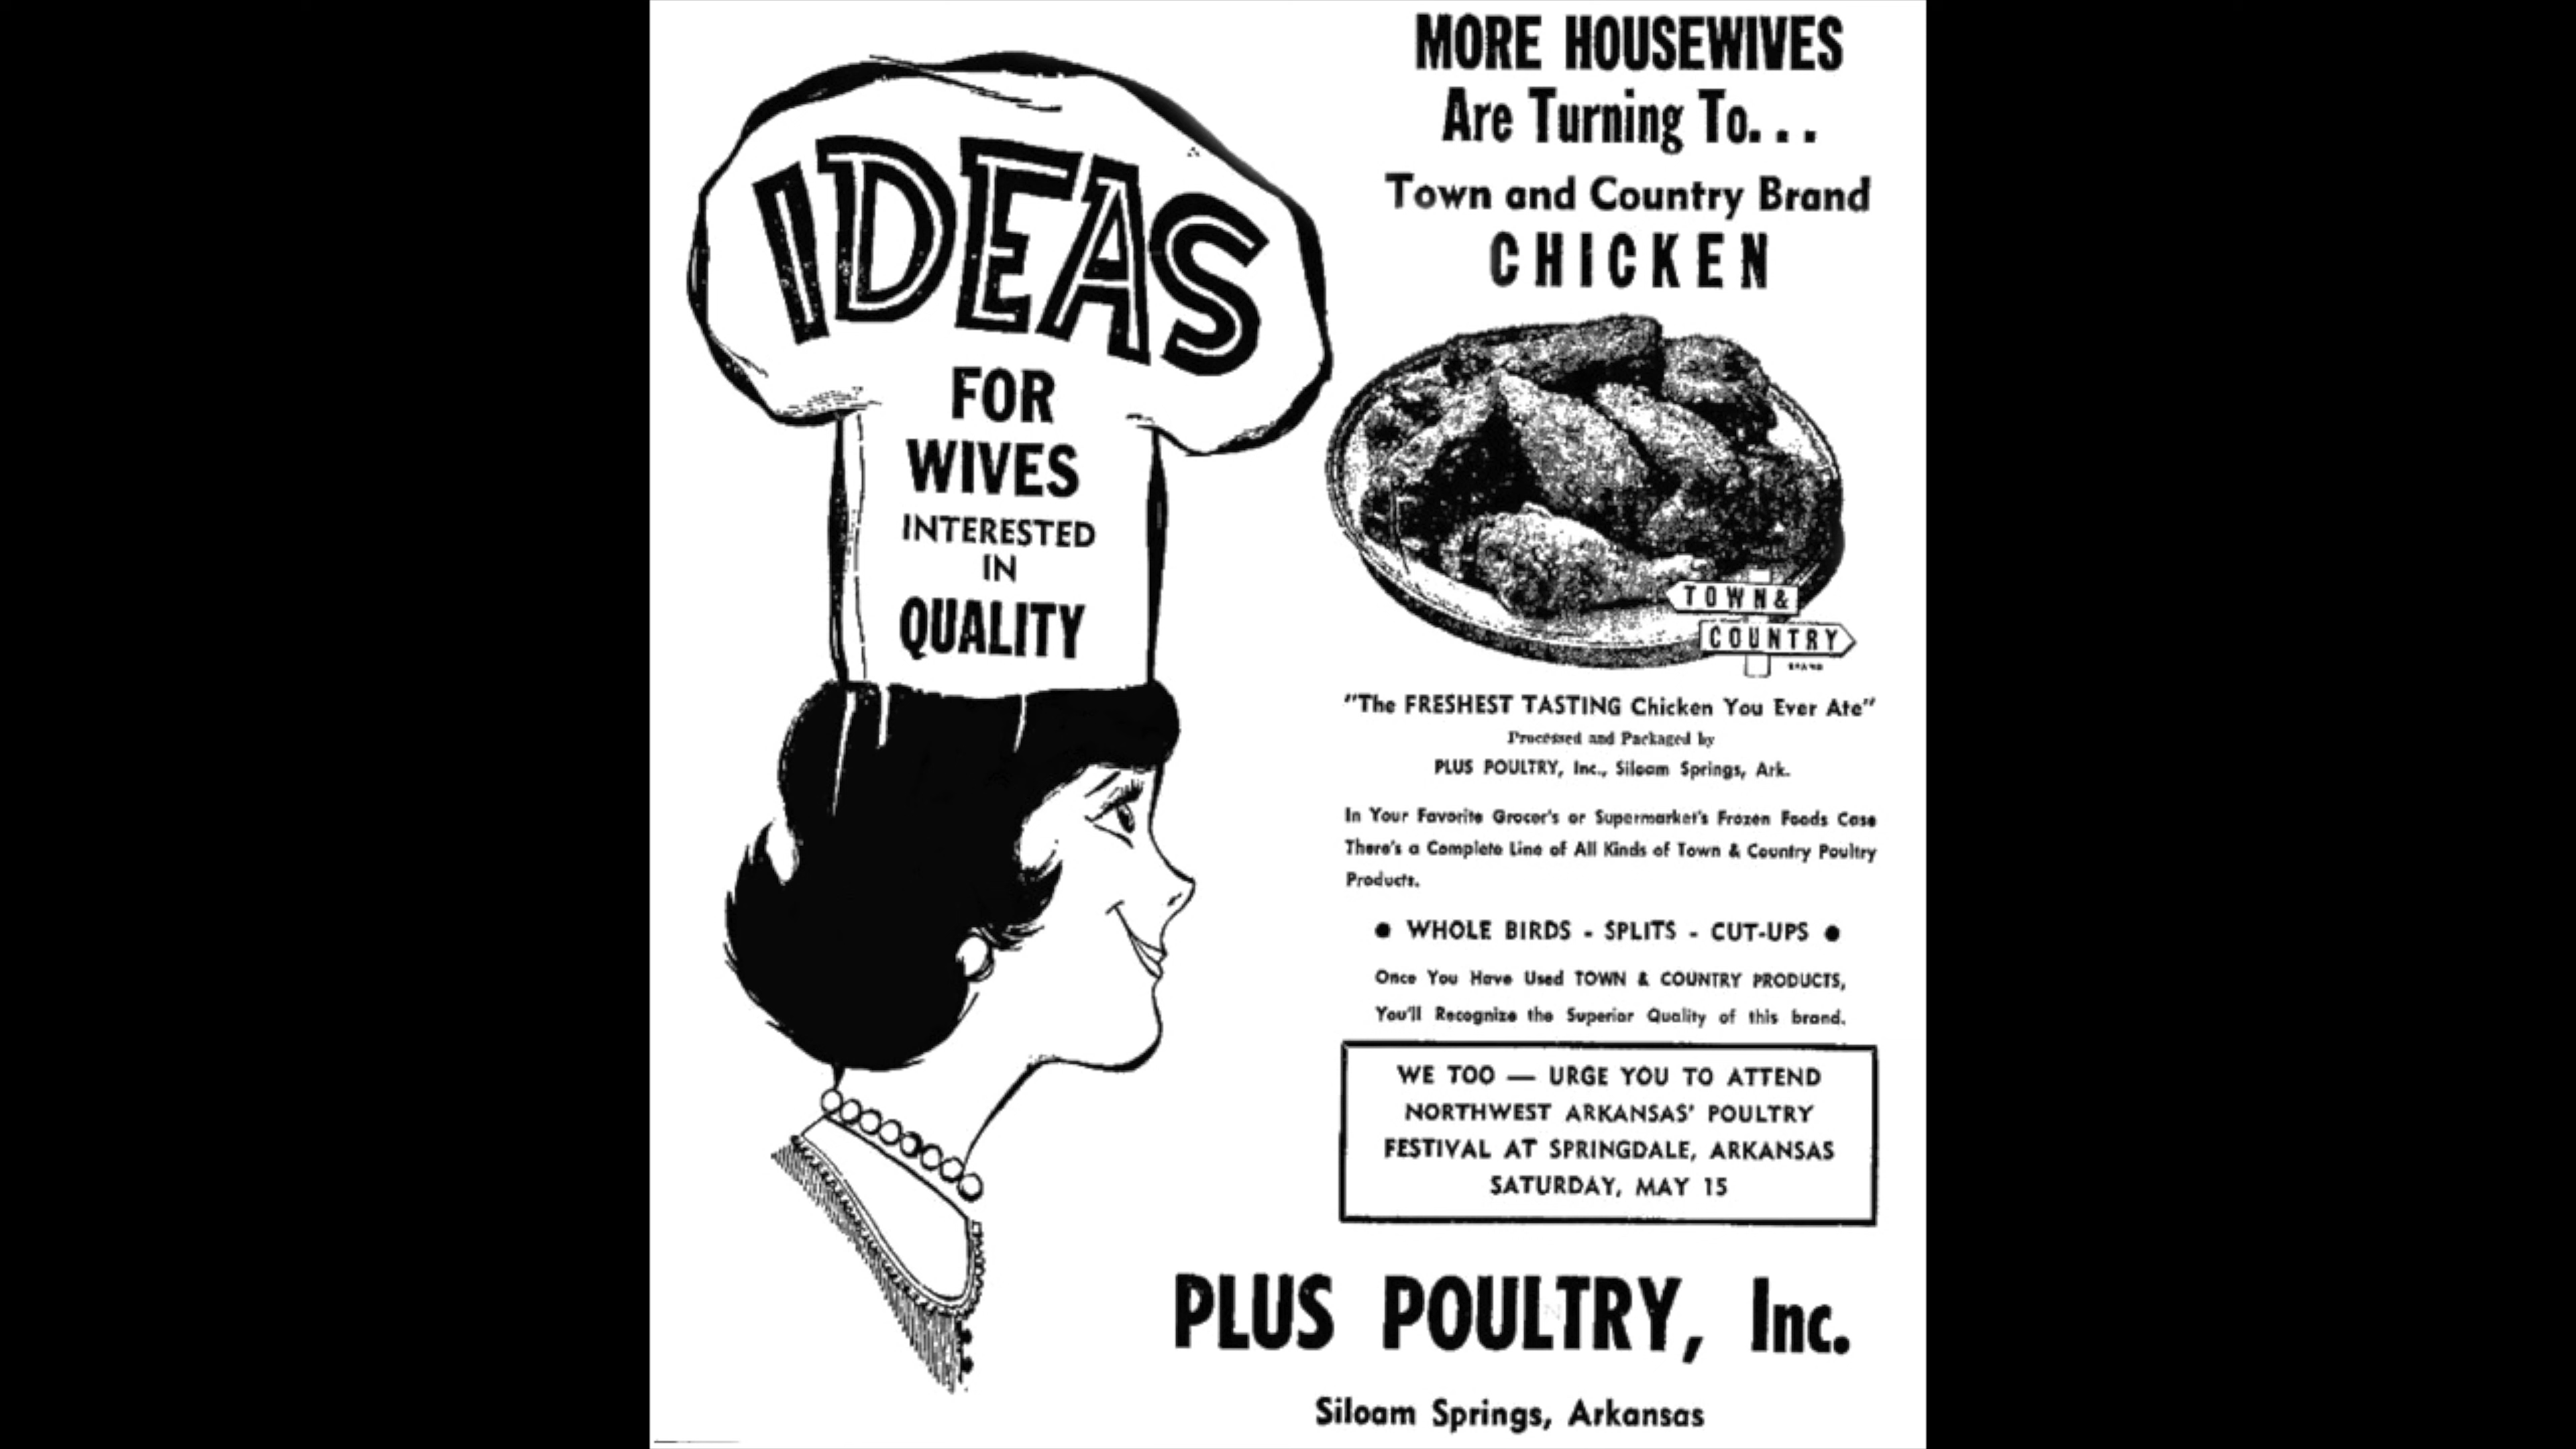 IDEAS
FOR
WIVES
INTERESTED
IN
QUALITY
MORE HOUSEWIVES
Are Turning To. . .
Town and Country Brand
CHICKEN
TOWN &
COUNTRY
BRAND
"The FRESHEST TASTING Chicken You Ever Ate"
Processed and Packaged by
PLUS POULTRY, Inc., Siloam Springs, Ark.
In Your Favorite Grocer's or Supermarket's Frozen Foods Case
There's a Complete Line of All Kinds of Town & Country Poultry
Products.
● WHOLE BIRDS - SPLITS - CUT-UPS ●
Once You Have Used TOWN & COUNTRY PRODUCTS,
You'll Recognize the Superior Quality of this brand.
WE TOO — URGE YOU TO ATTEND
NORTHWEST ARKANSAS' POULTRY
FESTIVAL AT SPRINGDALE, ARKANSAS
SATURDAY, MAY 15
PLUS POULTRY, Inc.
Siloam Springs, Arkansas